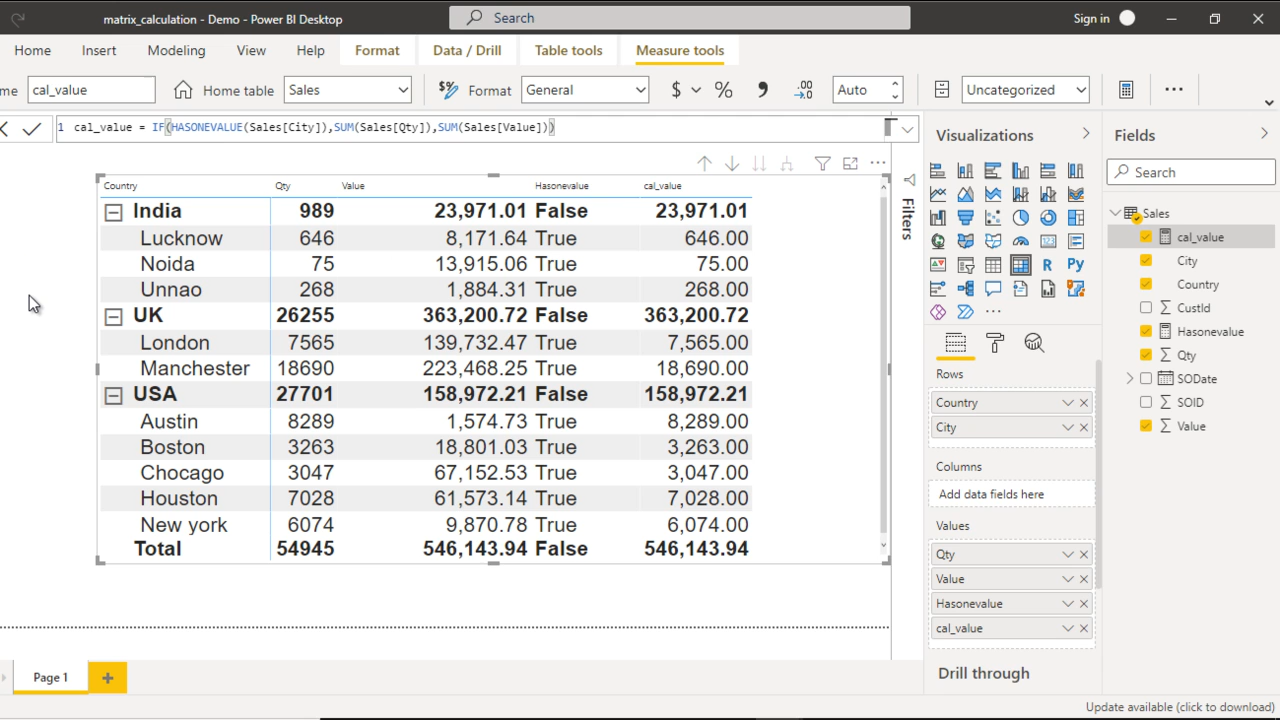 matrix_calculation - Demo - Power BI Desktop
Search
Sign in
Home Insert Modeling View Help Format Data / Drill Table tools Measure tools
me cal_value Home table Sales Format General $ % .00 Auto Uncategorized ...
1 cal_value = IF(HASONEVALUE(Sales[City]),SUM(Sales[Qty]),SUM(Sales[Value]))
Country Qty Value Hasonevalue cal_value
India 989 23,971.01 False 23,971.01
Lucknow 646 8,171.64 True 646.00
Noida 75 13,915.06 True 75.00
Unnao 268 1,884.31 True 268.00
UK 26255 363,200.72 False 363,200.72
London 7565 139,732.47 True 7,565.00
Manchester 18690 223,468.25 True 18,690.00
USA 27701 158,972.21 False 158,972.21
Austin 8289 1,574.73 True 8,289.00
Boston 3263 18,801.03 True 3,263.00
Chocago 3047 67,152.53 True 3,047.00
Houston 7028 61,573.14 True 7,028.00
New york 6074 9,870.78 True 6,074.00
Total 54945 546,143.94 False 546,143.94
Filters
Visualizations
R Py
Rows
Country
City
Columns
Add data fields here
Values
Qty
Value
Hasonevalue
cal_value
Drill through
Fields
Search
Sales
cal_value
City
Country
Σ CustId
Hasonevalue
Σ Qty
SODate
Σ SOID
Σ Value
Page 1
Update available (click to download)